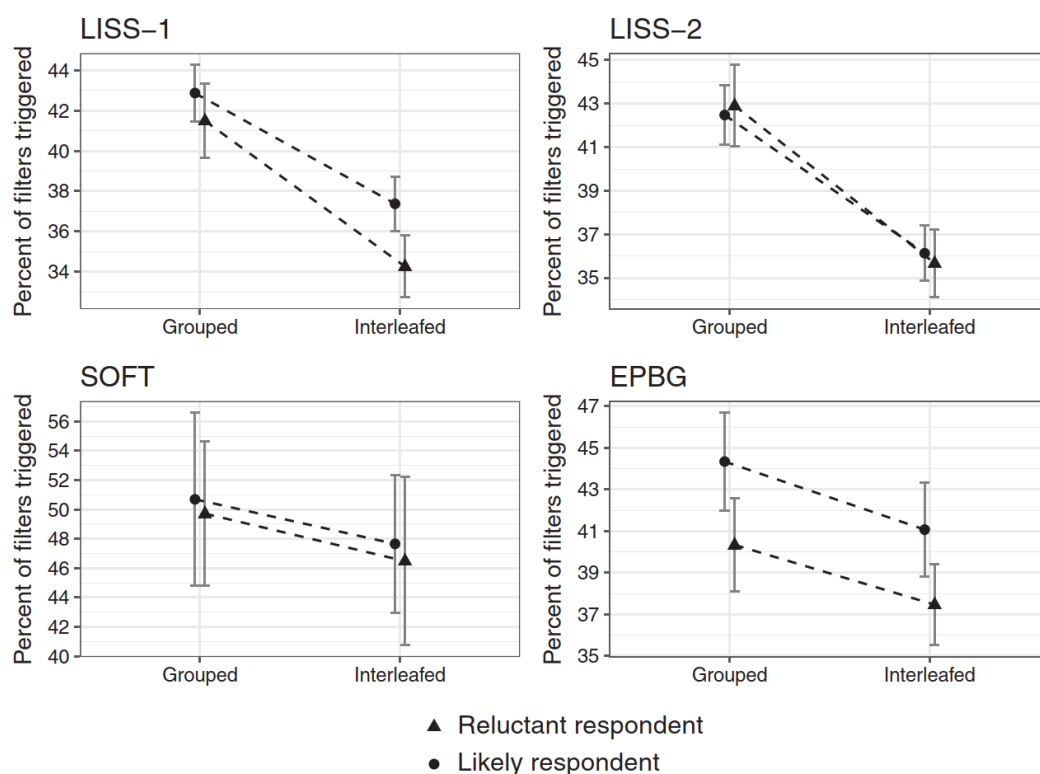 LISS−1
Percent of filters triggered
44
42
40
38
36
34
Grouped Interleafed
LISS−2
Percent of filters triggered
45
43
41
39
37
35
Grouped Interleafed
SOFT
Percent of filters triggered
56
54
52
50
48
46
44
42
40
Grouped Interleafed
EPBG
Percent of filters triggered
47
45
43
41
39
37
35
Grouped Interleafed
Reluctant respondent
Likely respondent